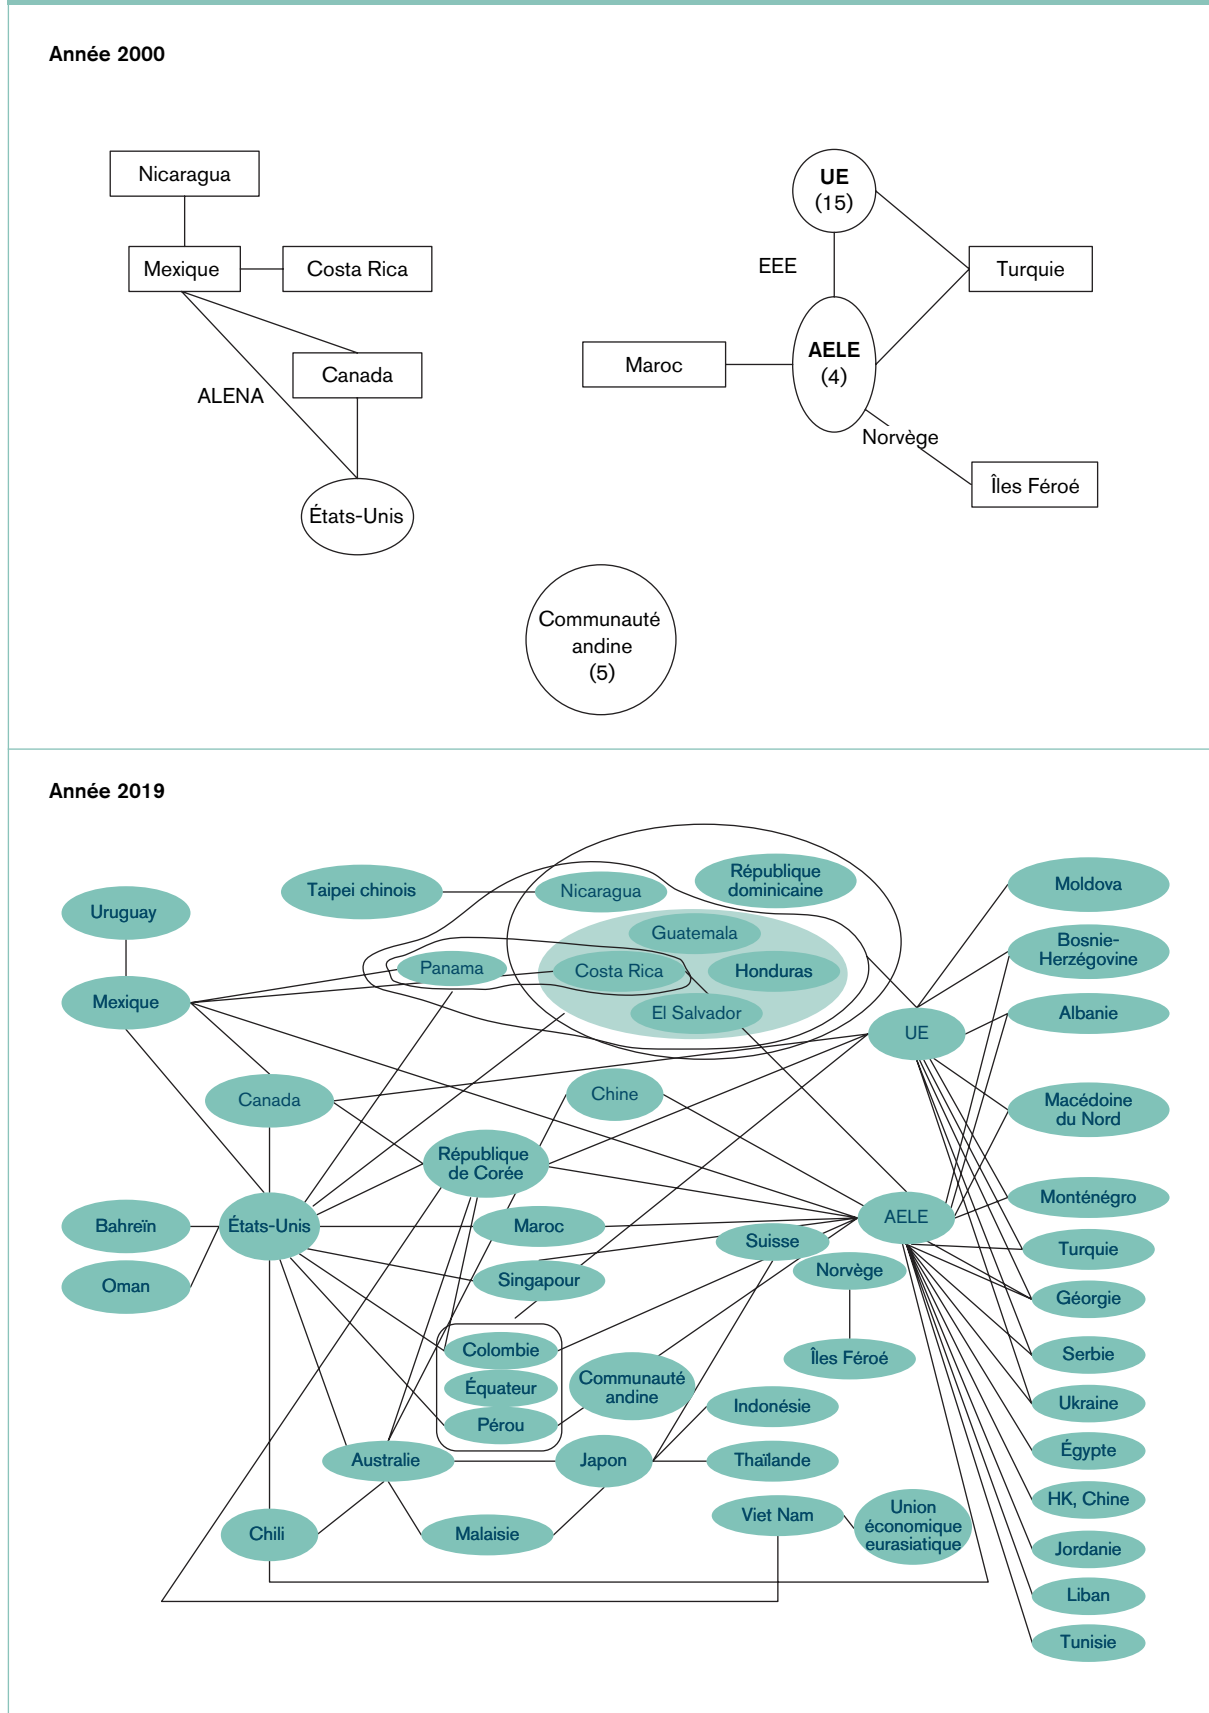 Année 2000
Nicaragua
Mexique
Costa Rica
Canada
ALENA
États-Unis
UE
(15)
EEE
Turquie
Maroc
AELE
(4)
Norvège
Îles Féroé
Communauté
andine
(5)
Année 2019
Taipei chinois
Nicaragua
République
dominicaine
Moldova
Uruguay
Guatemala
Bosnie-
Herzégovine
Panama
Costa Rica
Honduras
Mexique
El Salvador
UE
Albanie
Canada
Chine
Macédoine
du Nord
République
de Corée
Monténégro
Bahreïn
États-Unis
Maroc
AELE
Suisse
Turquie
Oman
Singapour
Norvège
Géorgie
Colombie
Îles Féroé
Serbie
Équateur
Communauté
andine
Indonésie
Ukraine
Pérou
Égypte
Australie
Japon
Thaïlande
HK, Chine
Chili
Malaisie
Viet Nam
Union
économique
eurasiatique
Jordanie
Liban
Tunisie